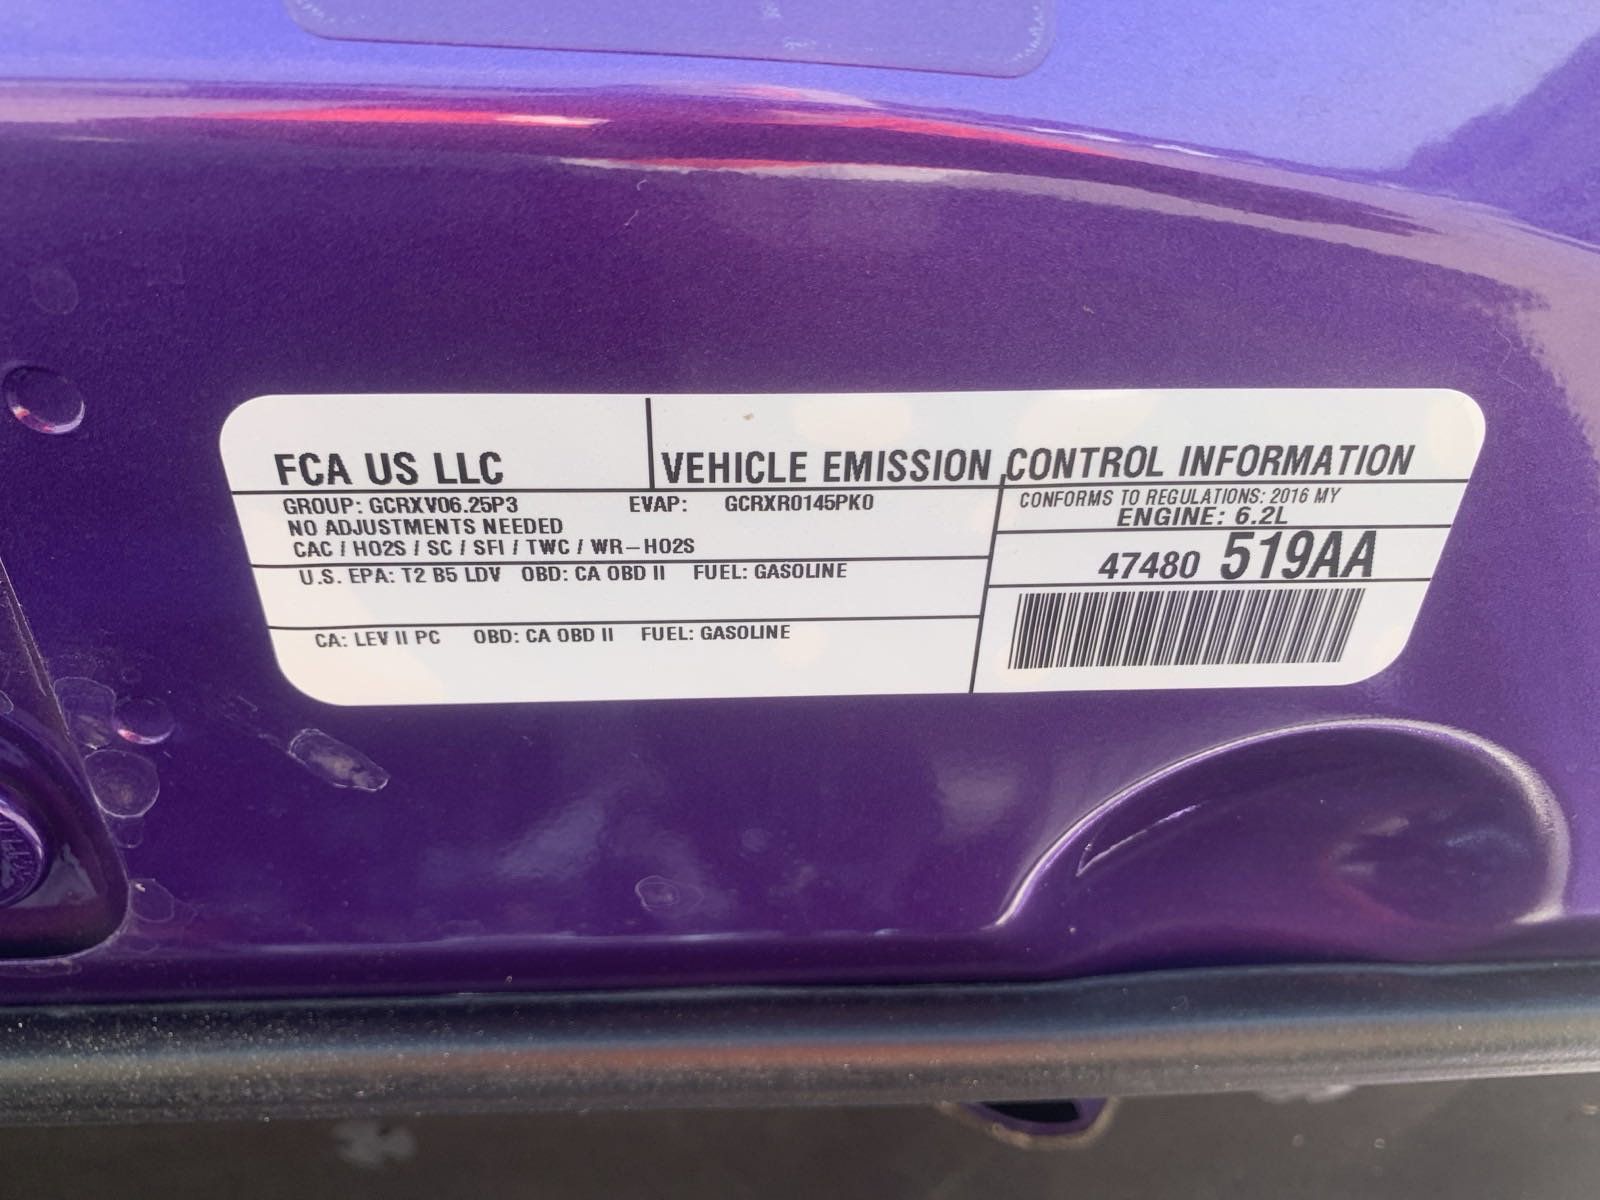 FCA US LLC
VEHICLE EMISSION CONTROL INFORMATION
GROUP: GCRXV06.25P3 EVAP: GCRXR0145PK0
NO ADJUSTMENTS NEEDED
CAC / HO2S / SC / SFI / TWC / WR-HO2S
U.S. EPA: T2 B5 LDV OBD: CA OBD II FUEL: GASOLINE
CA: LEV II PC OBD: CA OBD II FUEL: GASOLINE
CONFORMS TO REGULATIONS: 2016 MY
ENGINE: 6.2L
47480 519AA